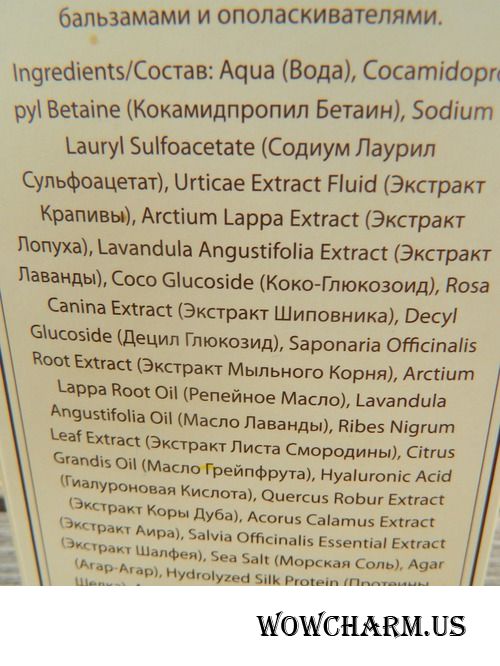 бальзамами и ополаскивателями.
Ingredients/Состав: Aqua (Вода), Cocamidopro
pyl Betaine (Кокамидпропил Бетаин), Sodium
Lauryl Sulfoacetate (Содиум Лаурил
Сульфоацетат), Urticae Extract Fluid (Экстракт
Крапивы), Arctium Lappa Extract (Экстракт
Лопуха), Lavandula Angustifolia Extract (Экстракт
Лаванды), Coco Glucoside (Коко-Глюкозоид), Rosa
Canina Extract (Экстракт Шиповника), Decyl
Glucoside (Децил Глюкозид), Saponaria Officinalis
Root Extract (Экстракт Мыльного Корня), Arctium
Lappa Root Oil (Репейное Масло), Lavandula
Angustifolia Oil (Масло Лаванды), Ribes Nigrum
Leaf Extract (Экстракт Листа Смородины), Citrus
Grandis Oil (Масло Грейпфрута), Hyaluronic Acid
(Гиалуроновая Кислота), Quercus Robur Extract
(Экстракт Коры Дуба), Acorus Calamus Extract
(Экстракт Аира), Salvia Officinalis Essential Extract
(Экстракт Шалфея), Sea Salt (Морская Соль), Agar
(Агар-Агар), Hydrolyzed Silk Protein (Протеины
WOWCHARM.US